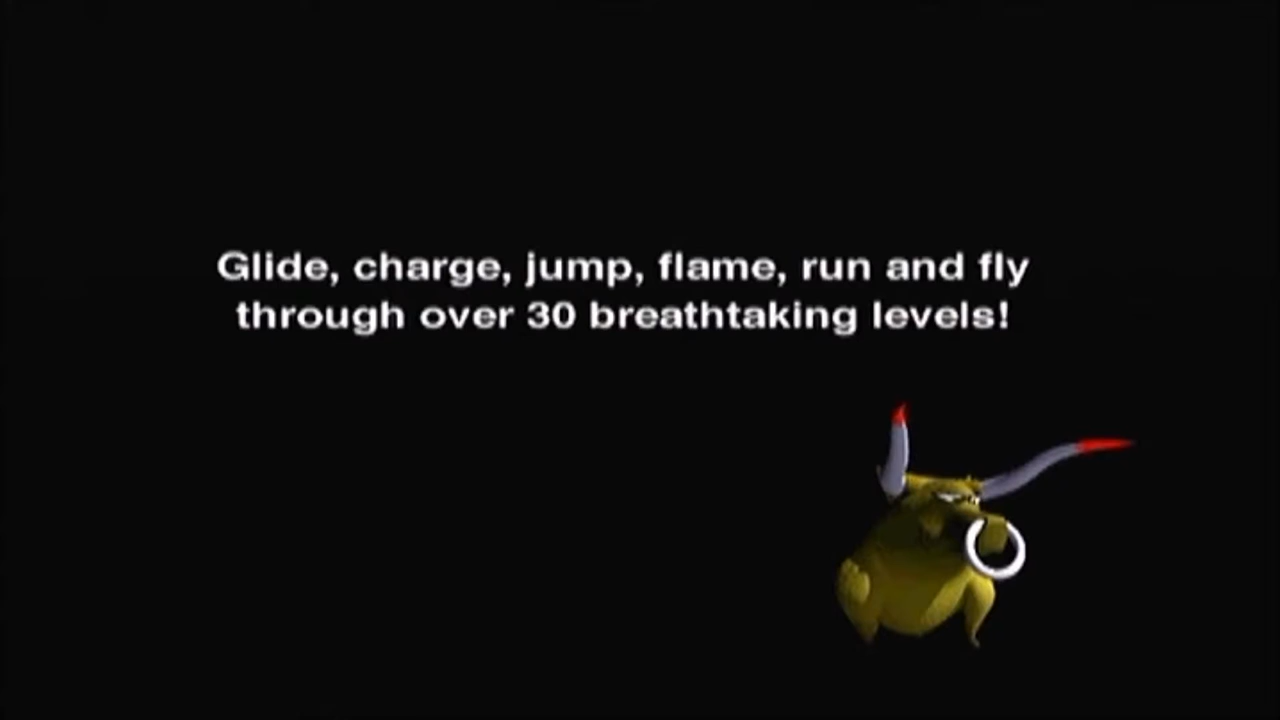 Glide, charge, jump, flame, run and fly
through over 30 breathtaking levels!